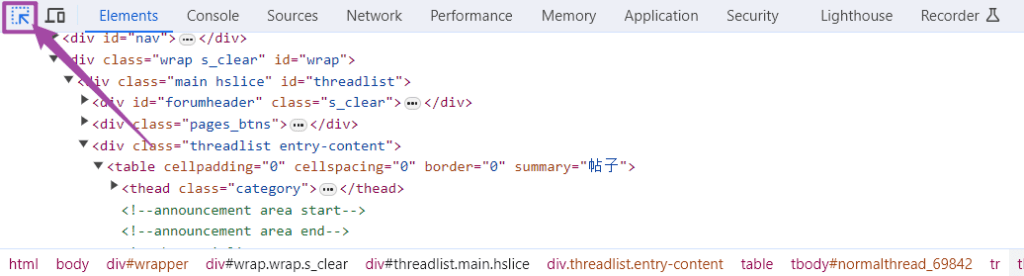 Elements Console Sources Network Performance Memory Application Security Lighthouse Recorder
<div id="nav"> ⋯ </div>
<div class="wrap s_clear" id="wrap">
<div class="main hslice" id="threadlist">
<div id="forumheader" class="s_clear"> ⋯ </div>
<div class="pages_btns"> ⋯ </div>
<div class="threadlist entry-content">
<table cellpadding="0" cellspacing="0" border="0" summary="帖子">
<thead class="category"> ⋯ </thead>
<!--announcement area start-->
<!--announcement area end-->
html body div#wrapper div#wrap.wrap.s_clear div#threadlist.main.hslice div.threadlist.entry-content table tbody#normalthread_69842 tr